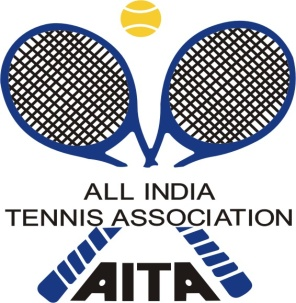 ALL INDIA
TENNIS ASSOCIATION
AITA